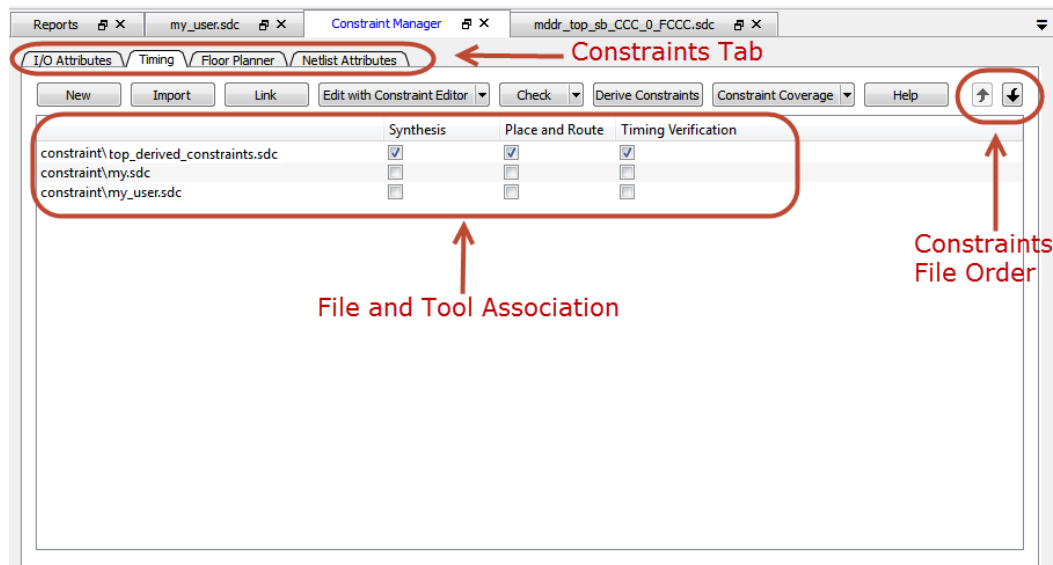 Reports my_user.sdc Constraint Manager mddr_top_sb_CCC_0_FCCC.sdc
I/O Attributes Timing Floor Planner Netlist Attributes
Constraints Tab
New Import Link Edit with Constraint Editor Check Derive Constraints Constraint Coverage Help
Synthesis Place and Route Timing Verification
constraint\top_derived_constraints.sdc
constraint\my.sdc
constraint\my_user.sdc
Constraints
File Order
File and Tool Association